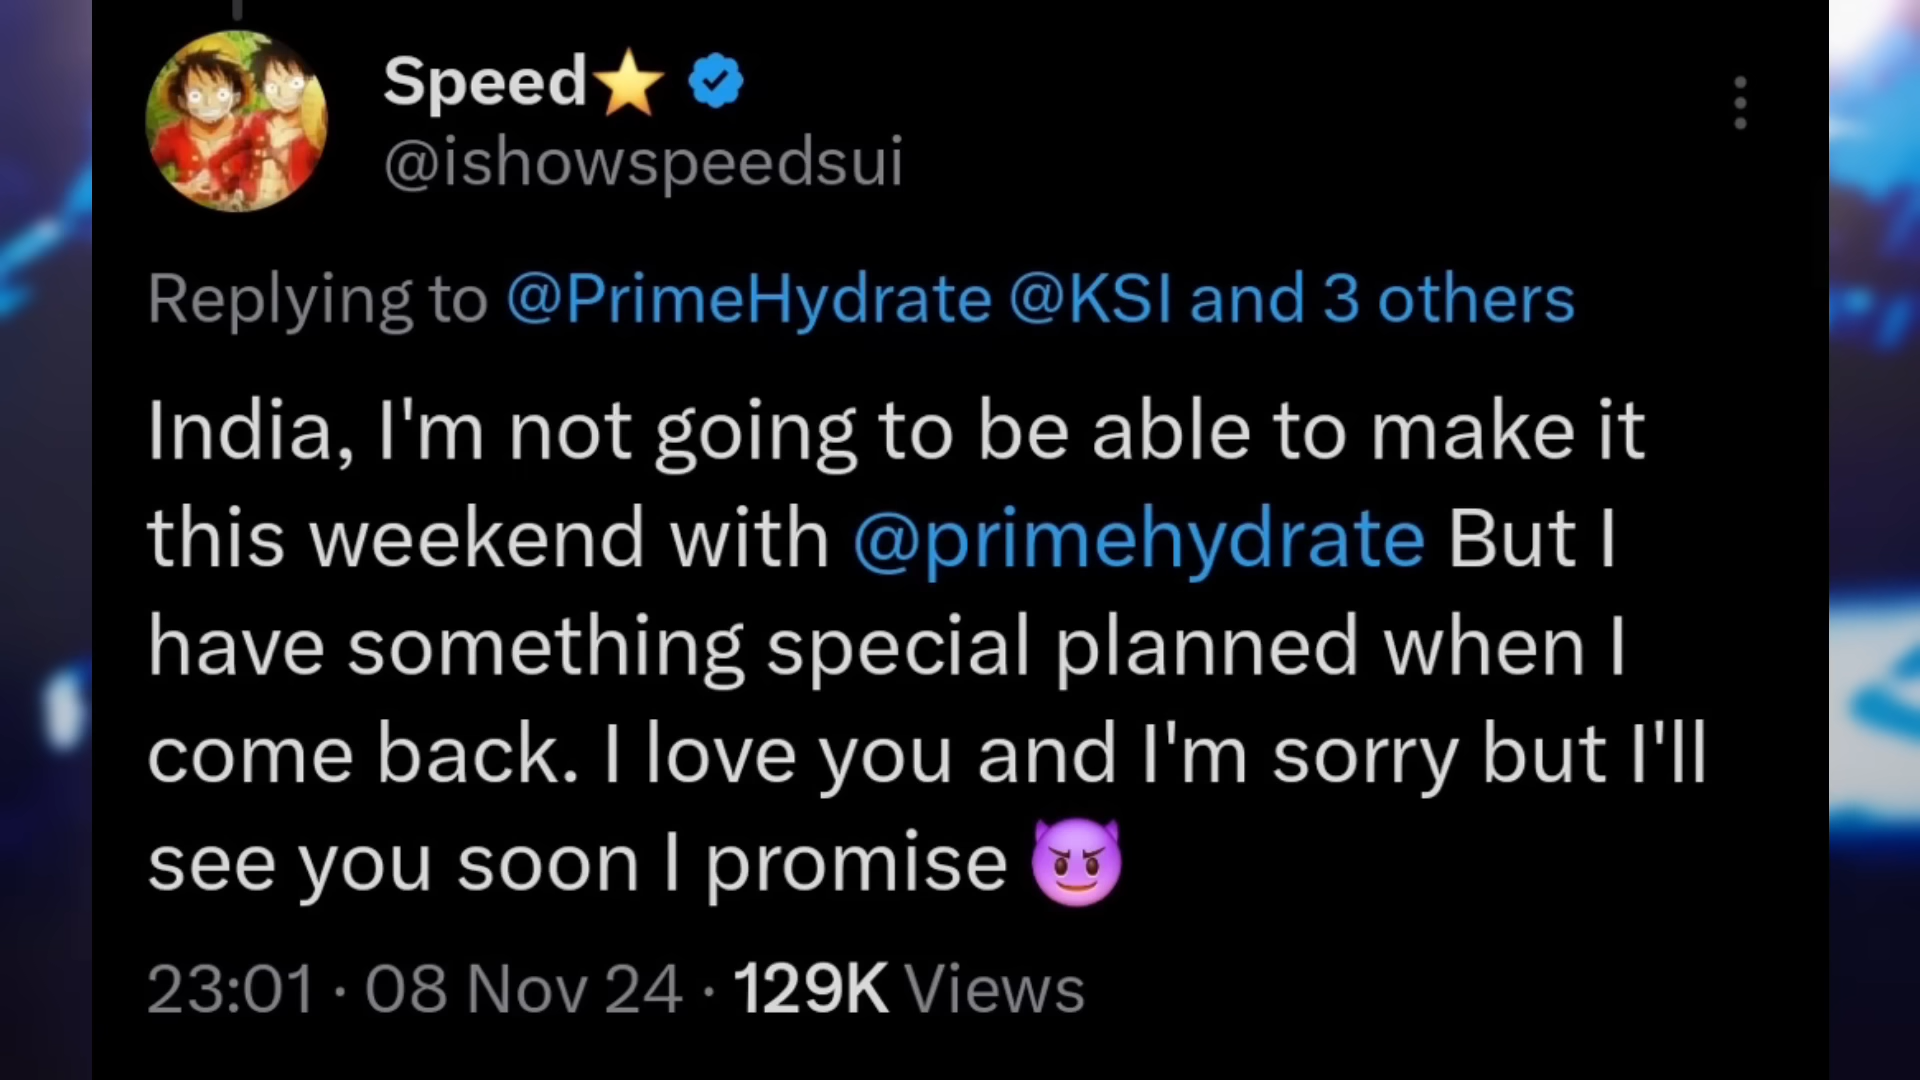 Speed⭐
@ishowspeedsui
Replying to @PrimeHydrate @KSI and 3 others
India, I'm not going to be able to make it
this weekend with @primehydrate But I
have something special planned when I
come back. I love you and I'm sorry but I'll
see you soon I promise 😈
23:01 · 08 Nov 24 · 129K Views